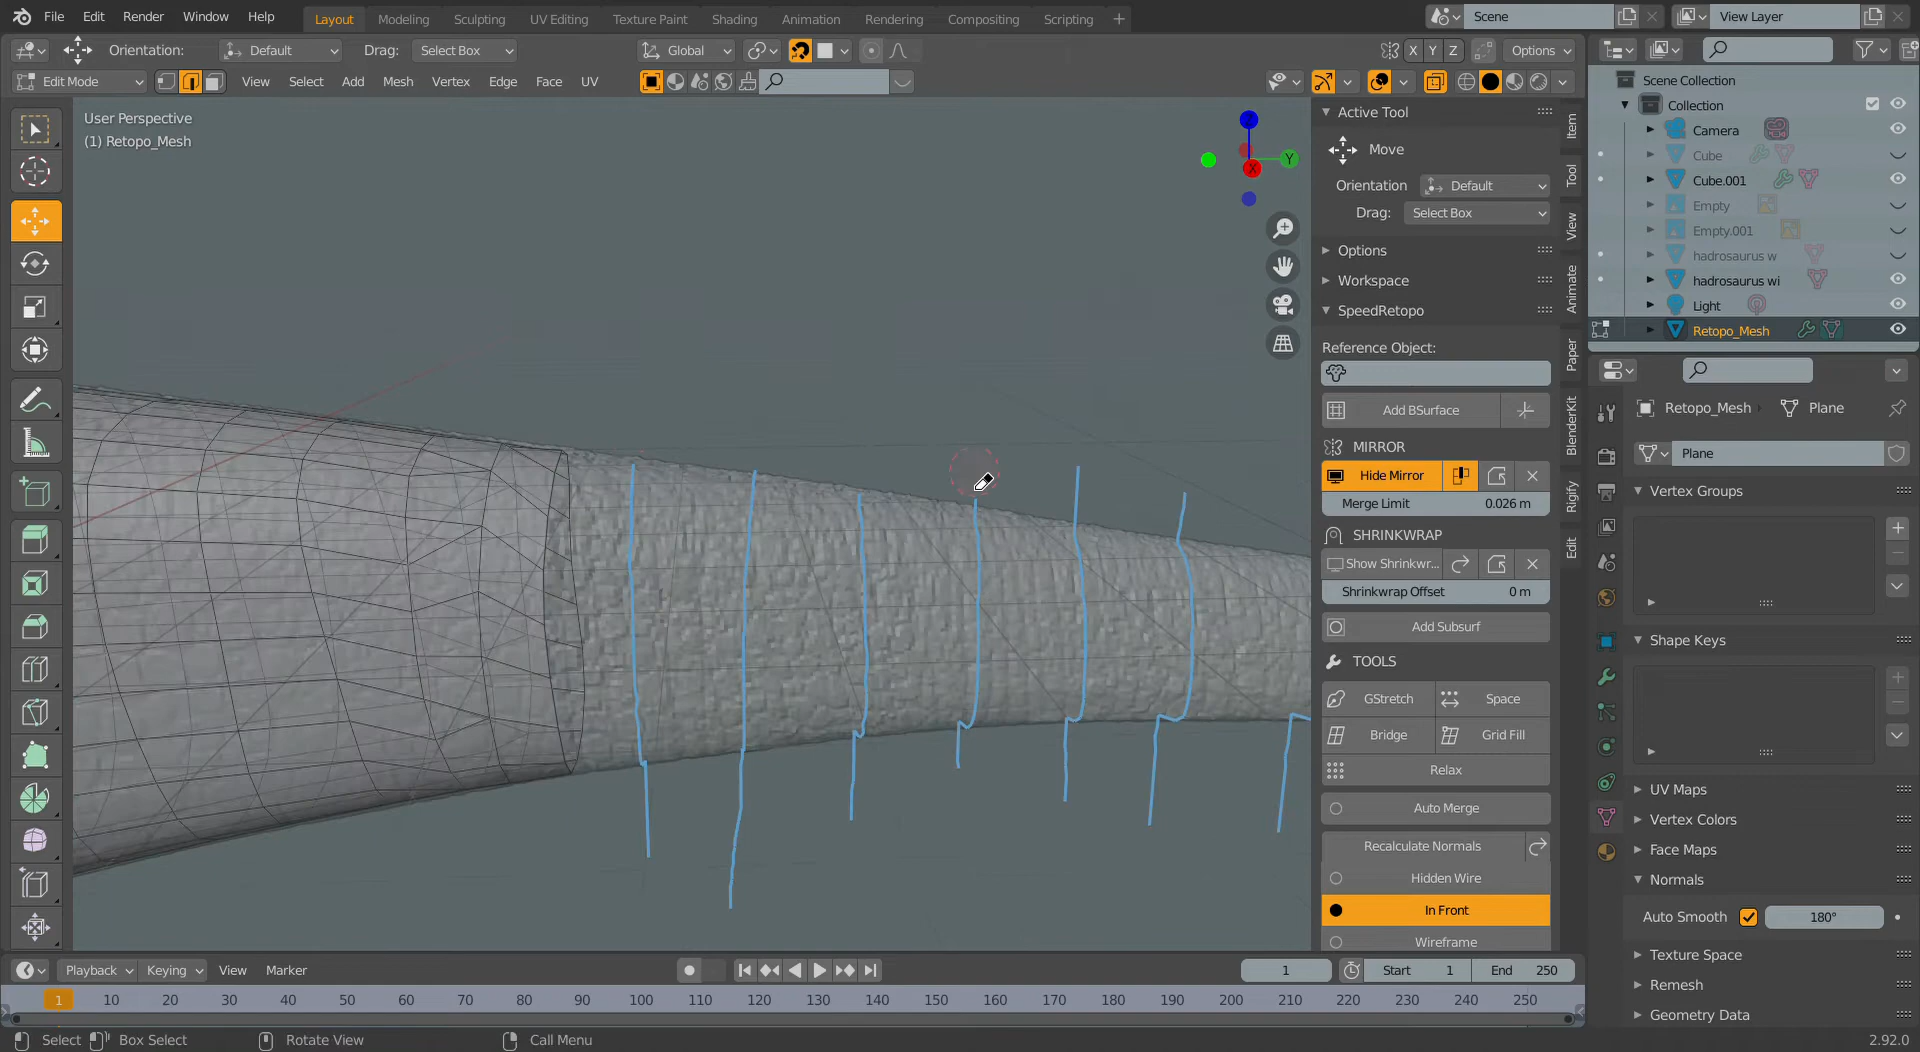 File Edit Render Window Help Layout Modeling Sculpting UV Editing Texture Paint Shading Animation Rendering Compositing Scripting + Scene View Layer
Orientation: Default Drag: Select Box Global X Y Z Options
Edit Mode View Select Add Mesh Vertex Edge Face UV
User Perspective
(1) Retopo_Mesh
Z
Y
X
Active Tool
Move
Orientation Default
Drag: Select Box
Options
Workspace
SpeedRetopo
Reference Object:
Add BSurface
MIRROR
Hide Mirror
Merge Limit 0.026 m
SHRINKWRAP
Show Shrinkwr...
Shrinkwrap Offset 0 m
Add Subsurf
TOOLS
GStretch Space
Bridge Grid Fill
Relax
Auto Merge
Recalculate Normals
Hidden Wire
In Front
Wireframe
Item
Tool
View
Animate
Paper
BlenderKit
Rigify
Edit
Scene Collection
Collection
Camera
Cube
Cube.001
Empty
Empty.001
hadrosaurus w
hadrosaurus wi
Light
Retopo_Mesh
Retopo_Mesh Plane
Plane
Vertex Groups
Shape Keys
UV Maps
Vertex Colors
Face Maps
Normals
Auto Smooth 180°
Texture Space
Remesh
Geometry Data
Playback Keying View Marker 1 Start 1 End 250
1 10 20 30 40 50 60 70 80 90 100 110 120 130 140 150 160 170 180 190 200 210 220 230 240 250
Select Box Select Rotate View Call Menu 2.92.0